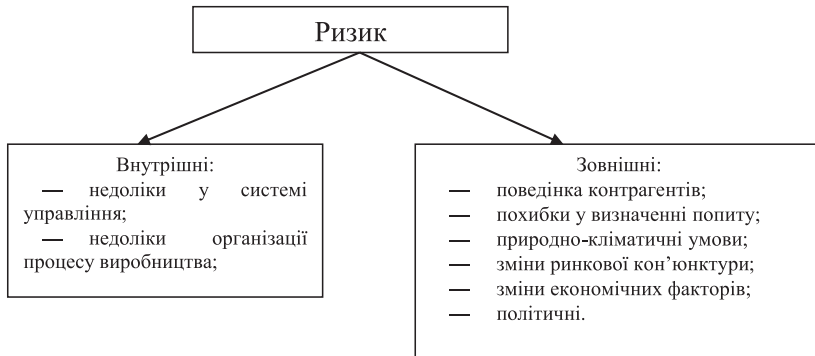 Ризик
Внутрішні:
— недоліки у системі
управління;
— недоліки організації
процесу виробництва;
Зовнішні:
— поведінка контрагентів;
— похибки у визначенні попиту;
— природно-кліматичні умови;
— зміни ринкової кон’юнктури;
— зміни економічних факторів;
— політичні.